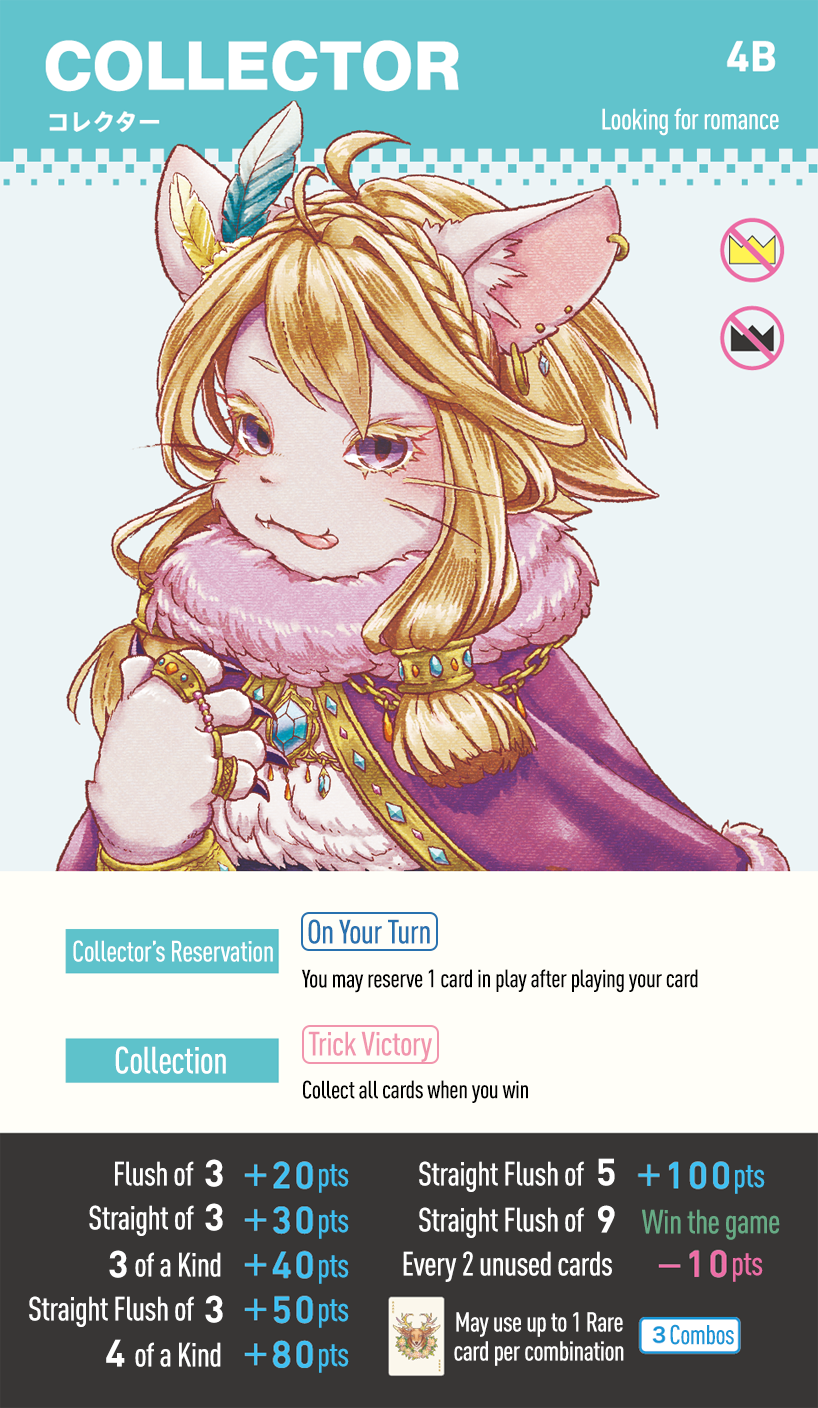 COLLECTOR
4B
コレクター
Looking for romance
Collector's Reservation
On Your Turn
You may reserve 1 card in play after playing your card
Collection
Trick Victory
Collect all cards when you win
Flush of 3 +20pts
Straight of 3 +30pts
3 of a Kind +40pts
Straight Flush of 3 +50pts
4 of a Kind +80pts
Straight Flush of 5 +100pts
Straight Flush of 9 Win the game
Every 2 unused cards −10pts
May use up to 1 Rare
card per combination
3 Combos